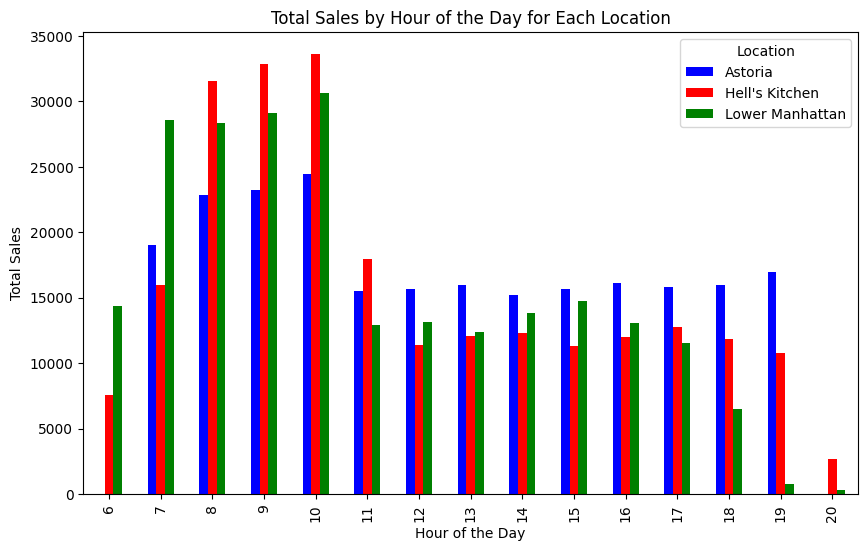 Total Sales by Hour of the Day for Each Location
35000
30000
25000
20000
15000
10000
5000
0
Total Sales
Location
Astoria
Hell's Kitchen
Lower Manhattan
6 7 8 9 10 11 12 13 14 15 16 17 18 19 20
Hour of the Day